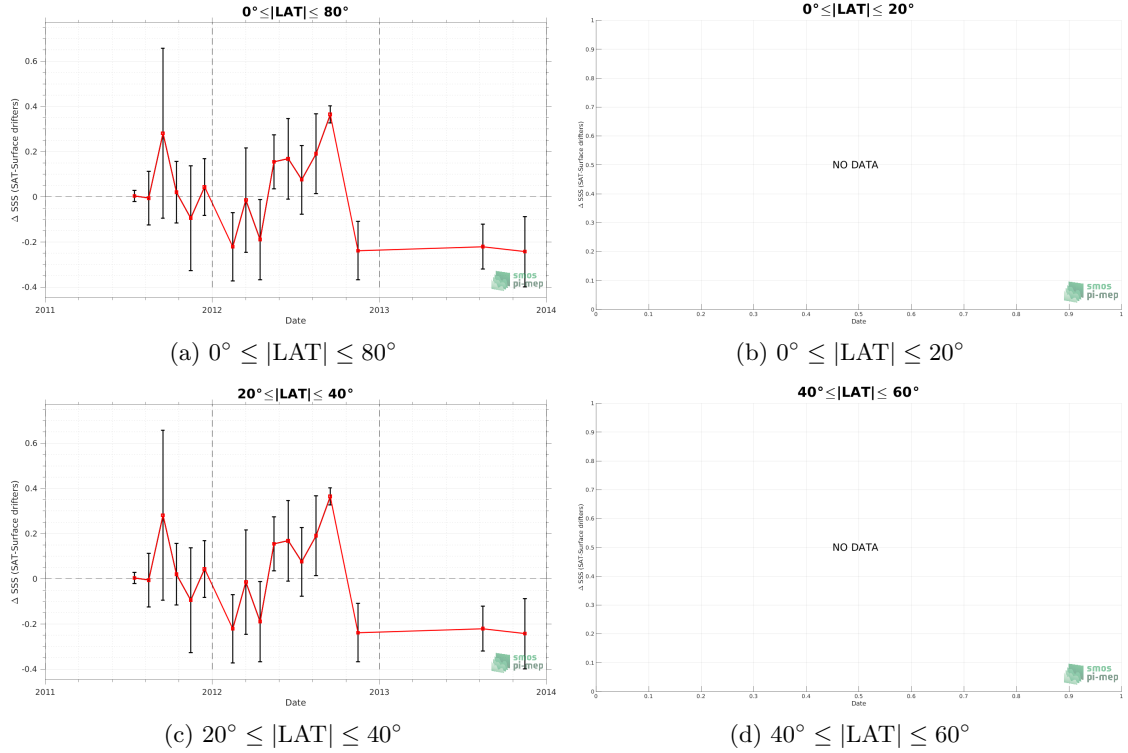 0°≤|LAT|≤ 80°
0.6
0.4
0.2
0
-0.2
-0.4
Δ SSS (SAT-Surface drifters)
2011
2012
2013
2014
Date
smos
pi-mep
(a) 0° ≤ |LAT| ≤ 80°
0°≤|LAT|≤ 20°
1
0.9
0.8
0.7
0.6
0.5
0.4
0.3
0.2
0.1
0
Δ SSS (SAT-Surface drifters)
NO DATA
0
0.1
0.2
0.3
0.4
0.5
0.6
0.7
0.8
0.9
1
Date
smos
pi-mep
(b) 0° ≤ |LAT| ≤ 20°
20°≤|LAT|≤ 40°
0.6
0.4
0.2
0
-0.2
-0.4
Δ SSS (SAT-Surface drifters)
2011
2012
2013
2014
Date
smos
pi-mep
(c) 20° ≤ |LAT| ≤ 40°
40°≤|LAT|≤ 60°
1
0.9
0.8
0.7
0.6
0.5
0.4
0.3
0.2
0.1
0
Δ SSS (SAT-Surface drifters)
NO DATA
0
0.1
0.2
0.3
0.4
0.5
0.6
0.7
0.8
0.9
1
Date
smos
pi-mep
(d) 40° ≤ |LAT| ≤ 60°